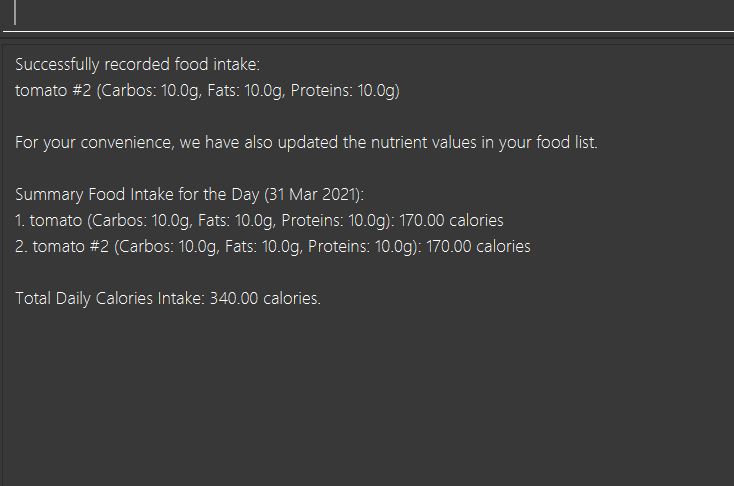 Successfully recorded food intake:
tomato #2 (Carbos: 10.0g, Fats: 10.0g, Proteins: 10.0g)
For your convenience, we have also updated the nutrient values in your food list.
Summary Food Intake for the Day (31 Mar 2021):
1. tomato (Carbos: 10.0g, Fats: 10.0g, Proteins: 10.0g): 170.00 calories
2. tomato #2 (Carbos: 10.0g, Fats: 10.0g, Proteins: 10.0g): 170.00 calories
Total Daily Calories Intake: 340.00 calories.